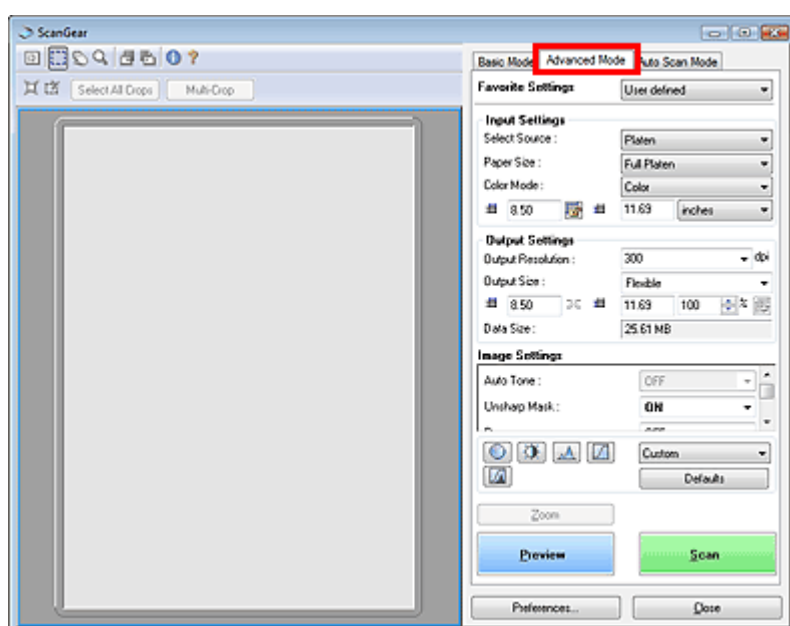 ScanGear
Select All Crops Multi-Crop
Basic Mode Advanced Mode Auto Scan Mode
Favorite Settings User defined
Input Settings
Select Source : Platen
Paper Size : Full Platen
Color Mode : Color
8.50 11.69 inches
Output Settings
Output Resolution : 300 dpi
Output Size : Flexible
8.50 11.69 100 %
Data Size : 25.61 MB
Image Settings
Auto Tone : OFF
Unsharp Mask : ON
OFF
Custom
Defaults
Zoom
Preview Scan
Preferences... Close